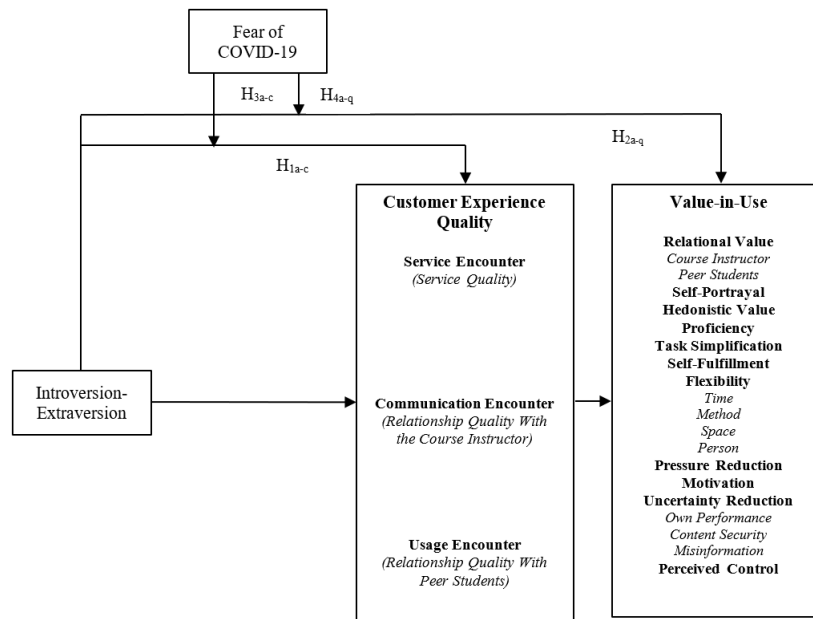 Fear of
COVID-19
H3a-c
H4a-q
H2a-q
H1a-c
Customer Experience
Quality
Service Encounter
(Service Quality)
Communication Encounter
(Relationship Quality With
the Course Instructor)
Usage Encounter
(Relationship Quality With
Peer Students)
Value-in-Use
Relational Value
Course Instructor
Peer Students
Self-Portrayal
Hedonistic Value
Proficiency
Task Simplification
Self-Fulfillment
Flexibility
Time
Method
Space
Person
Pressure Reduction
Motivation
Uncertainty Reduction
Own Performance
Content Security
Misinformation
Perceived Control
Introversion-
Extraversion